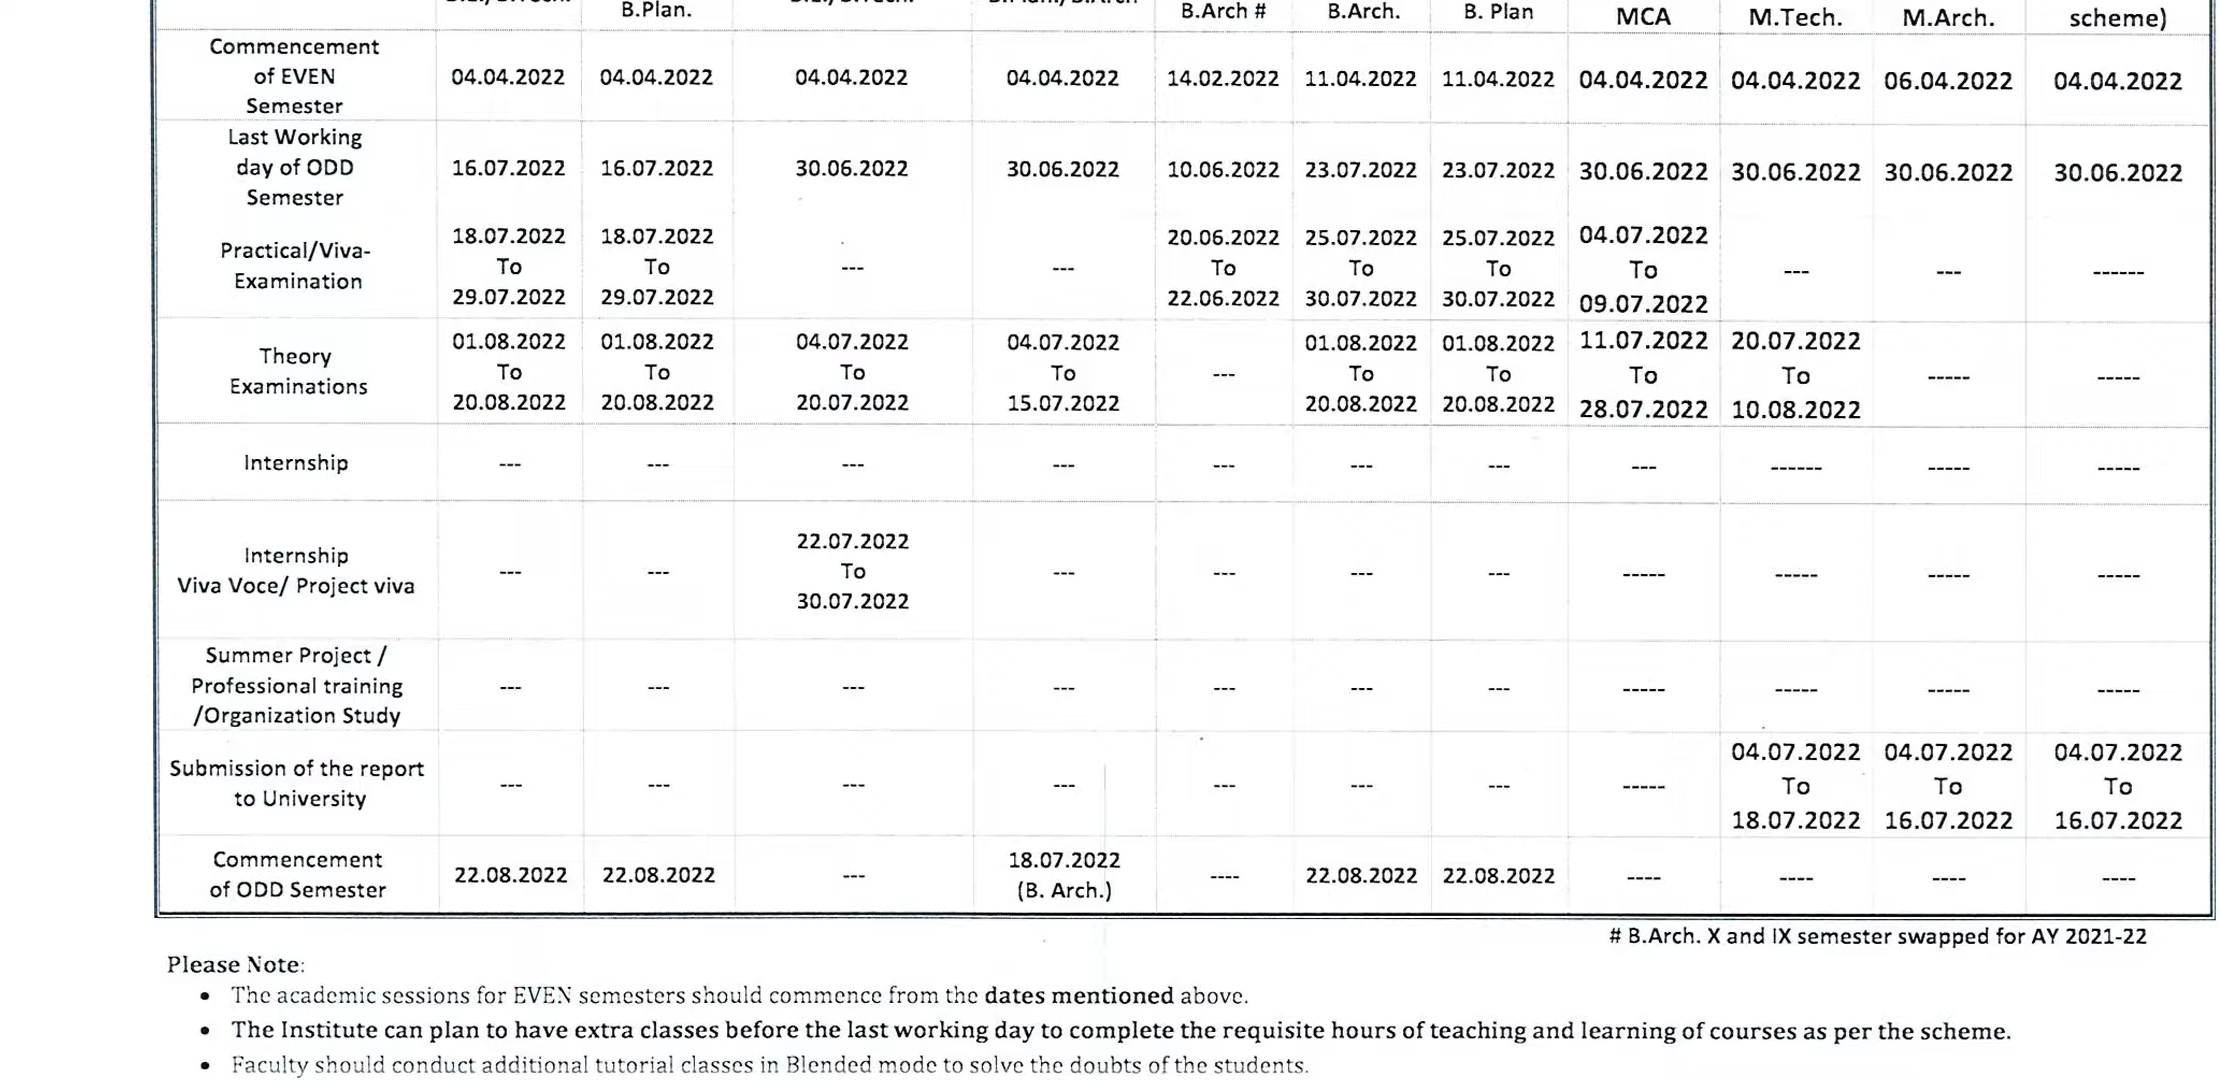 B.Plan. B.Arch # B.Arch. B. Plan MCA M.Tech. M.Arch. scheme)
Commencement
of EVEN 04.04.2022 04.04.2022 04.04.2022 04.04.2022 14.02.2022 11.04.2022 11.04.2022 04.04.2022 04.04.2022 06.04.2022 04.04.2022
Semester
Last Working
day of ODD 16.07.2022 16.07.2022 30.06.2022 30.06.2022 10.06.2022 23.07.2022 23.07.2022 30.06.2022 30.06.2022 30.06.2022 30.06.2022
Semester
18.07.2022 18.07.2022 20.06.2022 25.07.2022 25.07.2022 04.07.2022
Practical/Viva-
To To --- --- To To To To --- --- ------
Examination
29.07.2022 29.07.2022 22.06.2022 30.07.2022 30.07.2022 09.07.2022
01.08.2022 01.08.2022 04.07.2022 04.07.2022 01.08.2022 01.08.2022 11.07.2022 20.07.2022
Theory
To To To To --- To To To To ----- -----
Examinations
20.08.2022 20.08.2022 20.07.2022 15.07.2022 20.08.2022 20.08.2022 28.07.2022 10.08.2022
Internship --- --- --- --- --- --- --- --- ------ ----- -----
22.07.2022
Internship
--- --- To --- --- --- --- ----- ----- ----- -----
Viva Voce/ Project viva
30.07.2022
Summer Project /
Professional training --- --- --- --- --- --- --- ----- ----- ----- -----
/Organization Study
04.07.2022 04.07.2022 04.07.2022
Submission of the report
--- --- --- --- --- --- --- ----- To To To
to University
18.07.2022 16.07.2022 16.07.2022
Commencement 18.07.2022
22.08.2022 22.08.2022 --- ---- 22.08.2022 22.08.2022 ---- ---- ---- ----
of ODD Semester (B. Arch.)
# B.Arch. X and IX semester swapped for AY 2021-22
Please Note:
• The academic sessions for EVEN semesters should commence from the dates mentioned above.
• The Institute can plan to have extra classes before the last working day to complete the requisite hours of teaching and learning of courses as per the scheme.
• Faculty should conduct additional tutorial classes in Blended mode to solve the doubts of the students.